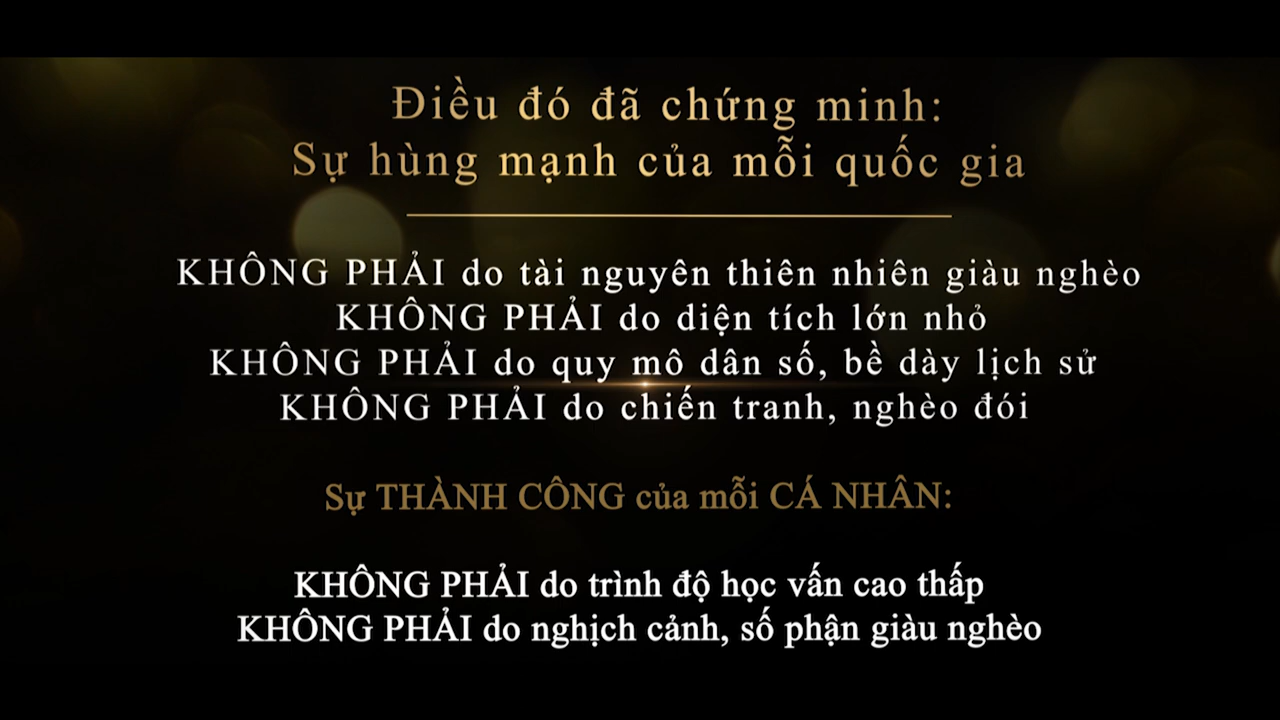 Điều đó đã chứng minh:
Sự hùng mạnh của mỗi quốc gia
KHÔNG PHẢI do tài nguyên thiên nhiên giàu nghèo
KHÔNG PHẢI do diện tích lớn nhỏ
KHÔNG PHẢI do quy mô dân số, bề dày lịch sử
KHÔNG PHẢI do chiến tranh, nghèo đói
Sự THÀNH CÔNG của mỗi CÁ NHÂN:
KHÔNG PHẢI do trình độ học vấn cao thấp
KHÔNG PHẢI do nghịch cảnh, số phận giàu nghèo